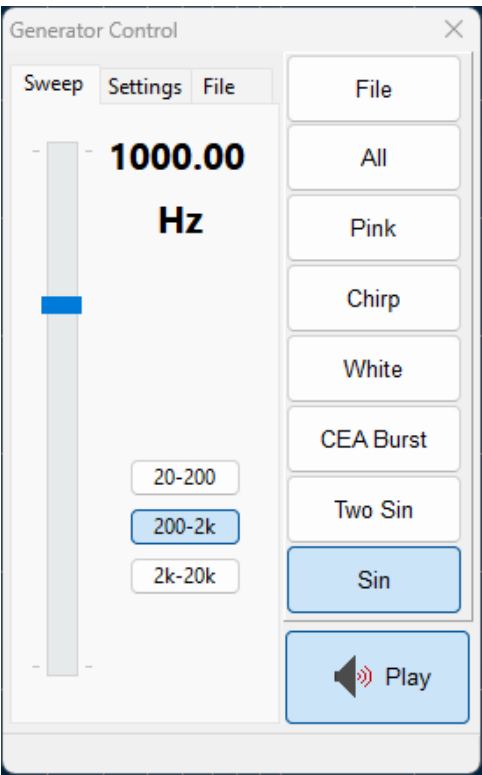 Generator Control
Sweep Settings File
1000.00
Hz
20-200
200-2k
2k-20k
File
All
Pink
Chirp
White
CEA Burst
Two Sin
Sin
Play